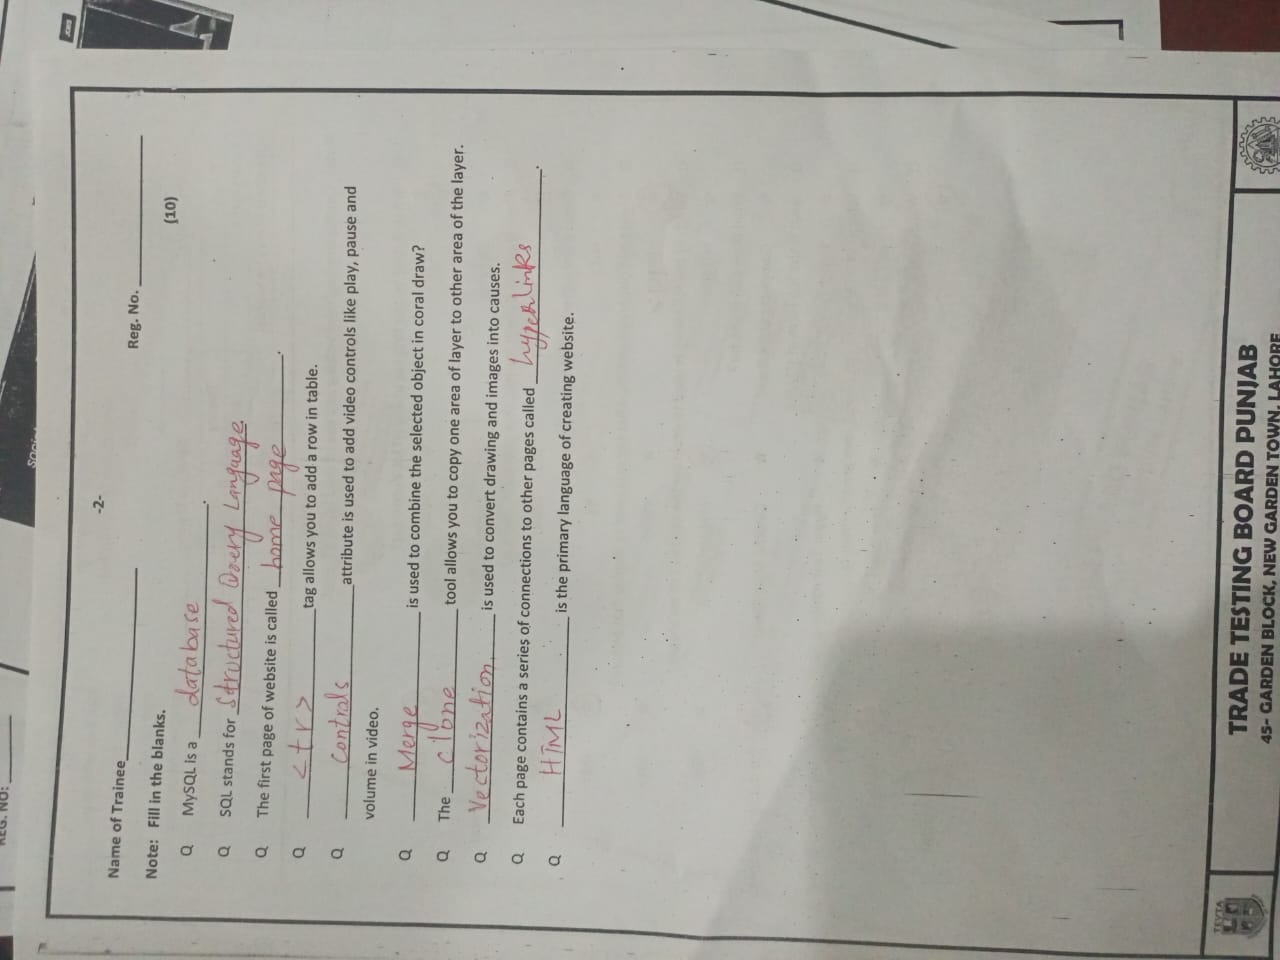 REG. NO:
-2-
Name of Trainee Reg. No.
Note: Fill in the blanks. (10)
Q MySQL is a database.
Q SQL stands for Structured Query Language.
Q The first page of website is called home page.
Q <tr> tag allows you to add a row in table.
Q Controls attribute is used to add video controls like play, pause and
volume in video.
Q Merge is used to combine the selected object in coral draw?
Q The clone tool allows you to copy one area of layer to other area of the layer.
Q Vectorization is used to convert drawing and images into causes.
Q Each page contains a series of connections to other pages called hyperlinks.
Q HTML is the primary language of creating website.
TEVTA
TRADE TESTING BOARD PUNJAB
45- GARDEN BLOCK, NEW GARDEN TOWN, LAHORE